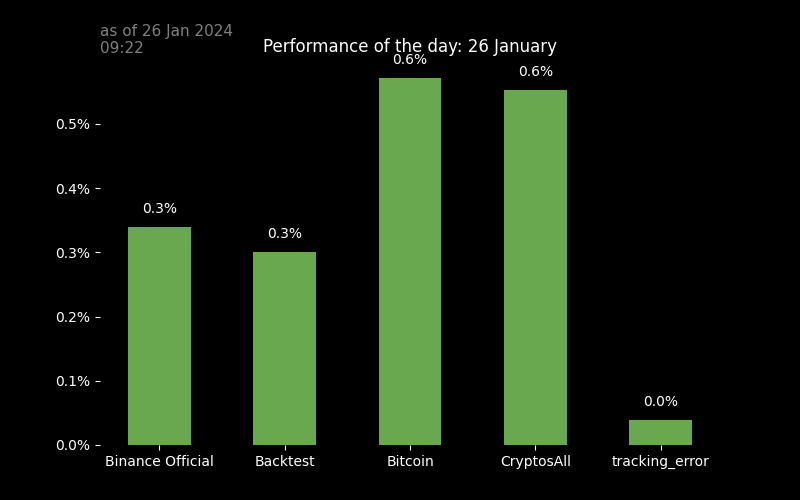 as of 26 Jan 2024
09:22
Performance of the day: 26 January
0.6%
0.6%
0.5%
0.4%
0.3%
0.3%
0.3%
0.2%
0.1%
0.0%
0.0%
Binance Official
Backtest
Bitcoin
CryptosAll
tracking_error